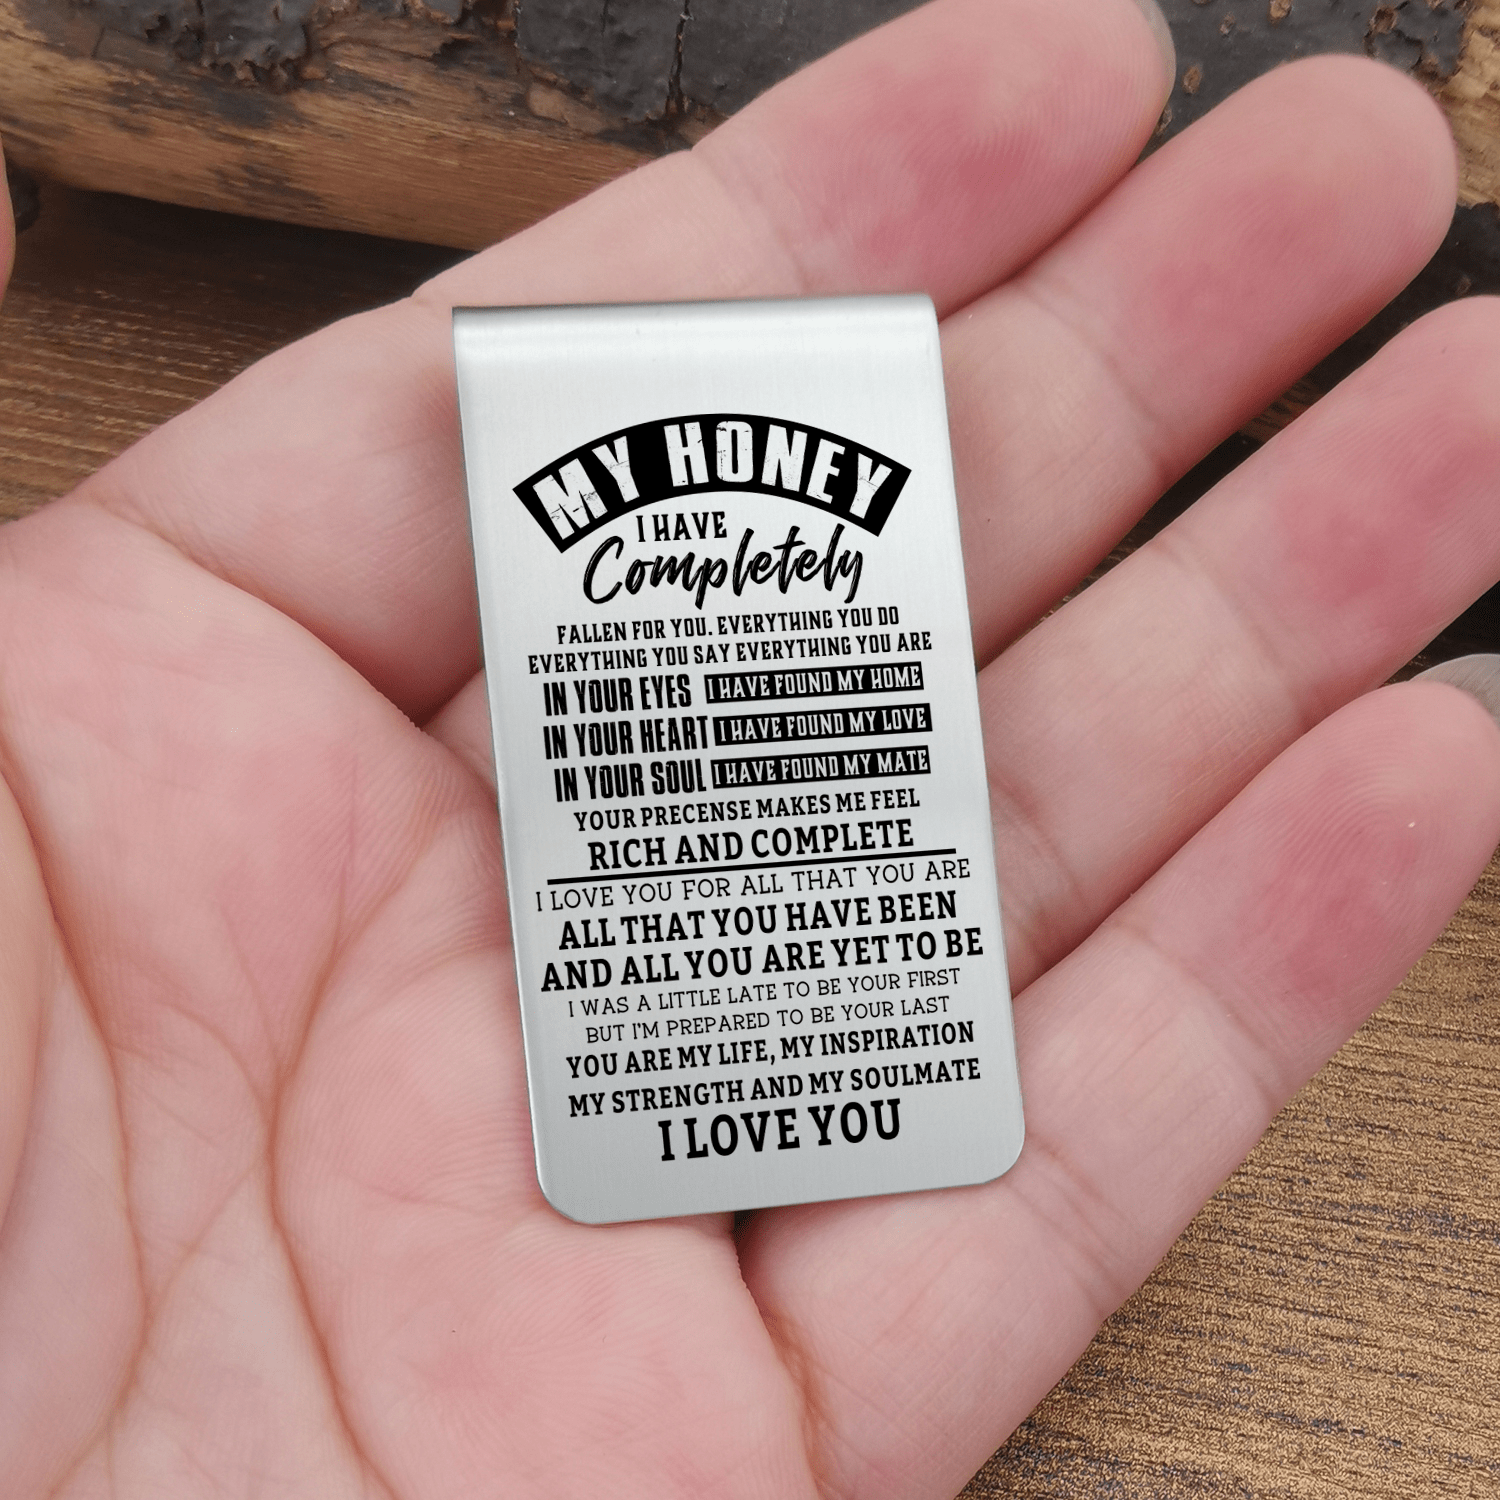 MY HONEY
I HAVE
Completely
FALLEN FOR YOU. EVERYTHING YOU DO
EVERYTHING YOU SAY EVERYTHING YOU ARE
IN YOUR EYES I HAVE FOUND MY HOME
IN YOUR HEART I HAVE FOUND MY LOVE
IN YOUR SOUL I HAVE FOUND MY MATE
YOUR PRECENSE MAKES ME FEEL
RICH AND COMPLETE
I LOVE YOU FOR ALL THAT YOU ARE
ALL THAT YOU HAVE BEEN
AND ALL YOU ARE YET TO BE
I WAS A LITTLE LATE TO BE YOUR FIRST
BUT I'M PREPARED TO BE YOUR LAST
YOU ARE MY LIFE, MY INSPIRATION
MY STRENGTH AND MY SOULMATE
I LOVE YOU